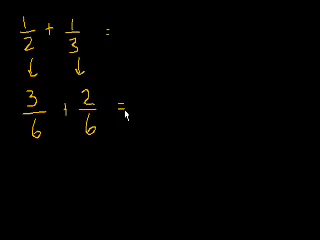 1/2 + 1/3 =
↓ ↓
3/6 + 2/6 =